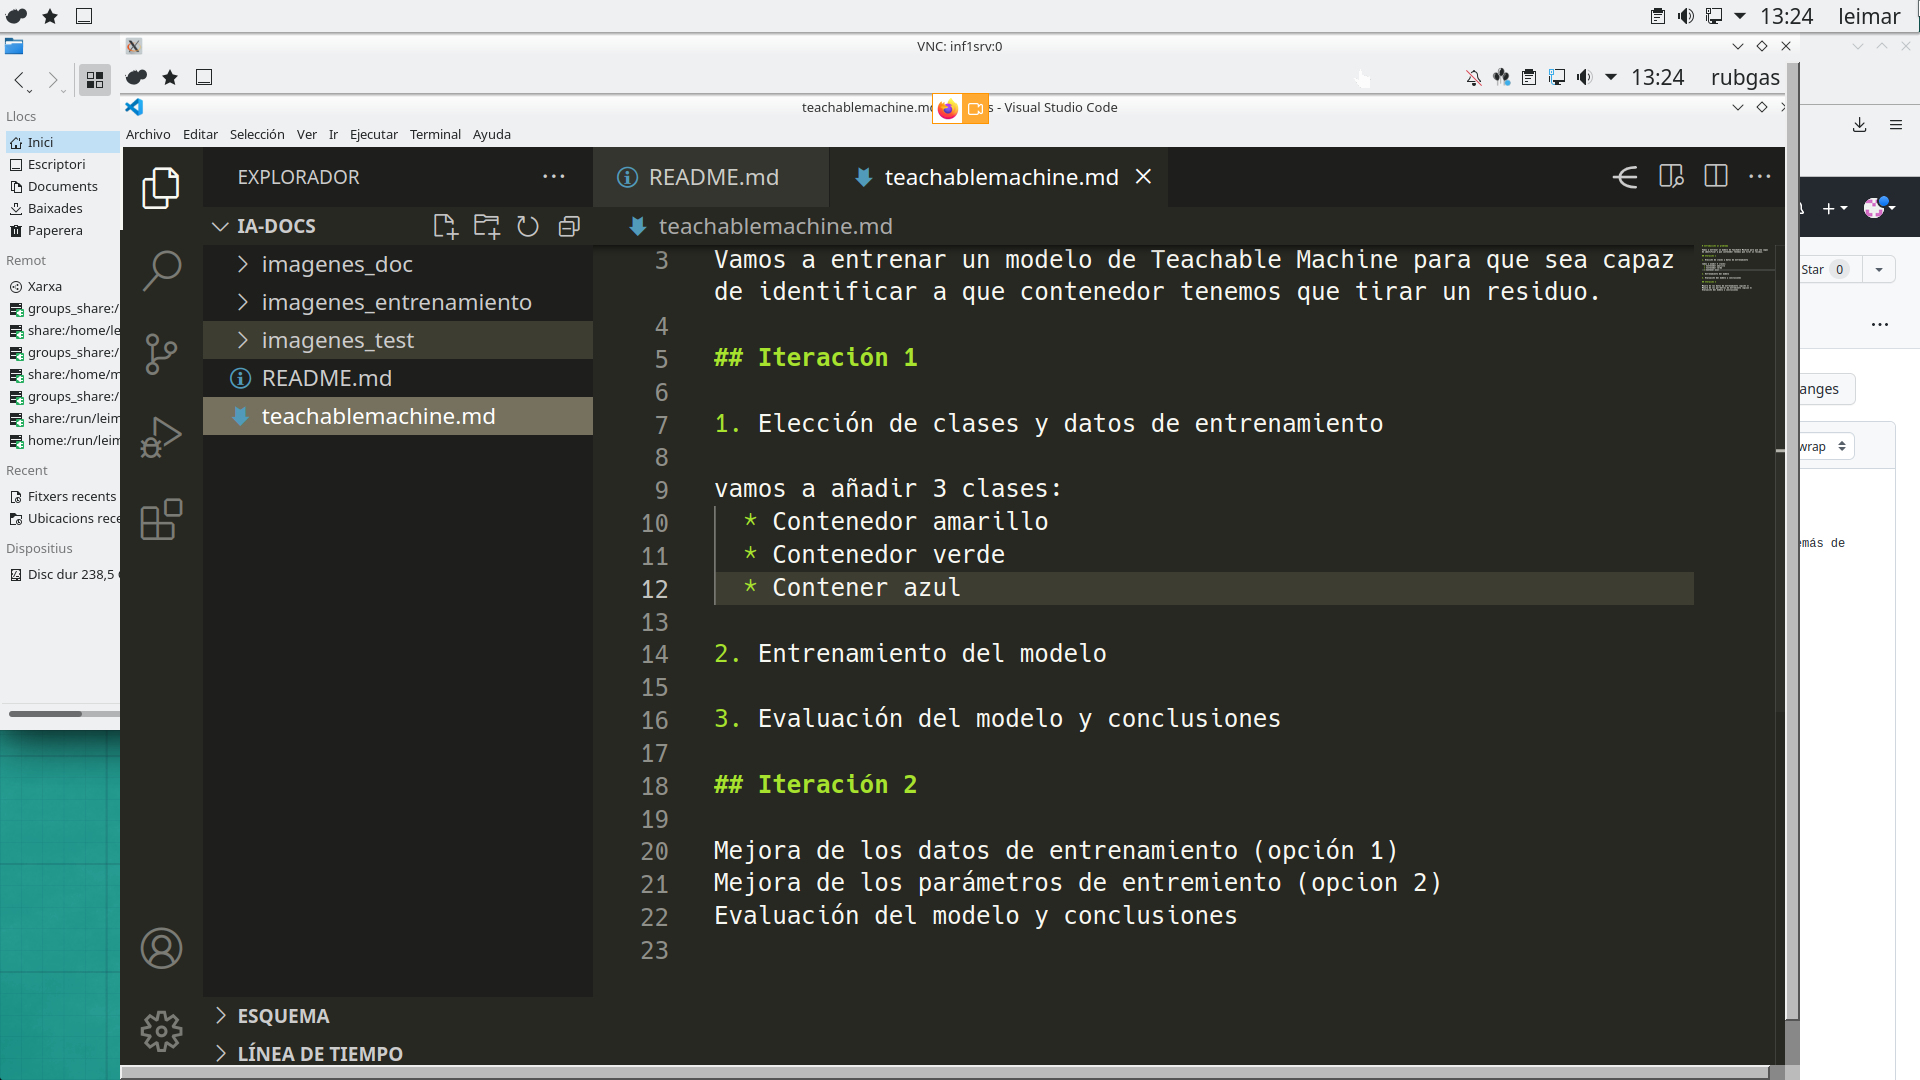 13:24 leimar
VNC: inf1srv:0
13:24 rubgas
teachablemachine.md s - Visual Studio Code
Archivo Editar Selección Ver Ir Ejecutar Terminal Ayuda
Llocs
Inici
Escriptori
Documents
Baixades
Paperera
Remot
Xarxa
groups_share:/
share:/home/le
groups_share:/
share:/home/m
groups_share:/
share:/run/leim
home:/run/leim
Recent
Fitxers recents
Ubicacions rece
Dispositius
Disc dur 238,5
EXPLORADOR
IA-DOCS
imagenes_doc
imagenes_entrenamiento
imagenes_test
README.md
teachablemachine.md
ESQUEMA
LÍNEA DE TIEMPO
README.md teachablemachine.md
teachablemachine.md
3 Vamos a entrenar un modelo de Teachable Machine para que sea capaz
de identificar a que contenedor tenemos que tirar un residuo.
4
5 ## Iteración 1
6
7 1. Elección de clases y datos de entrenamiento
8
9 vamos a añadir 3 clases:
10 * Contenedor amarillo
11 * Contenedor verde
12 * Contener azul
13
14 2. Entrenamiento del modelo
15
16 3. Evaluación del modelo y conclusiones
17
18 ## Iteración 2
19
20 Mejora de los datos de entrenamiento (opción 1)
21 Mejora de los parámetros de entremiento (opcion 2)
22 Evaluación del modelo y conclusiones
23
Star 0
anges
wrap
emás de